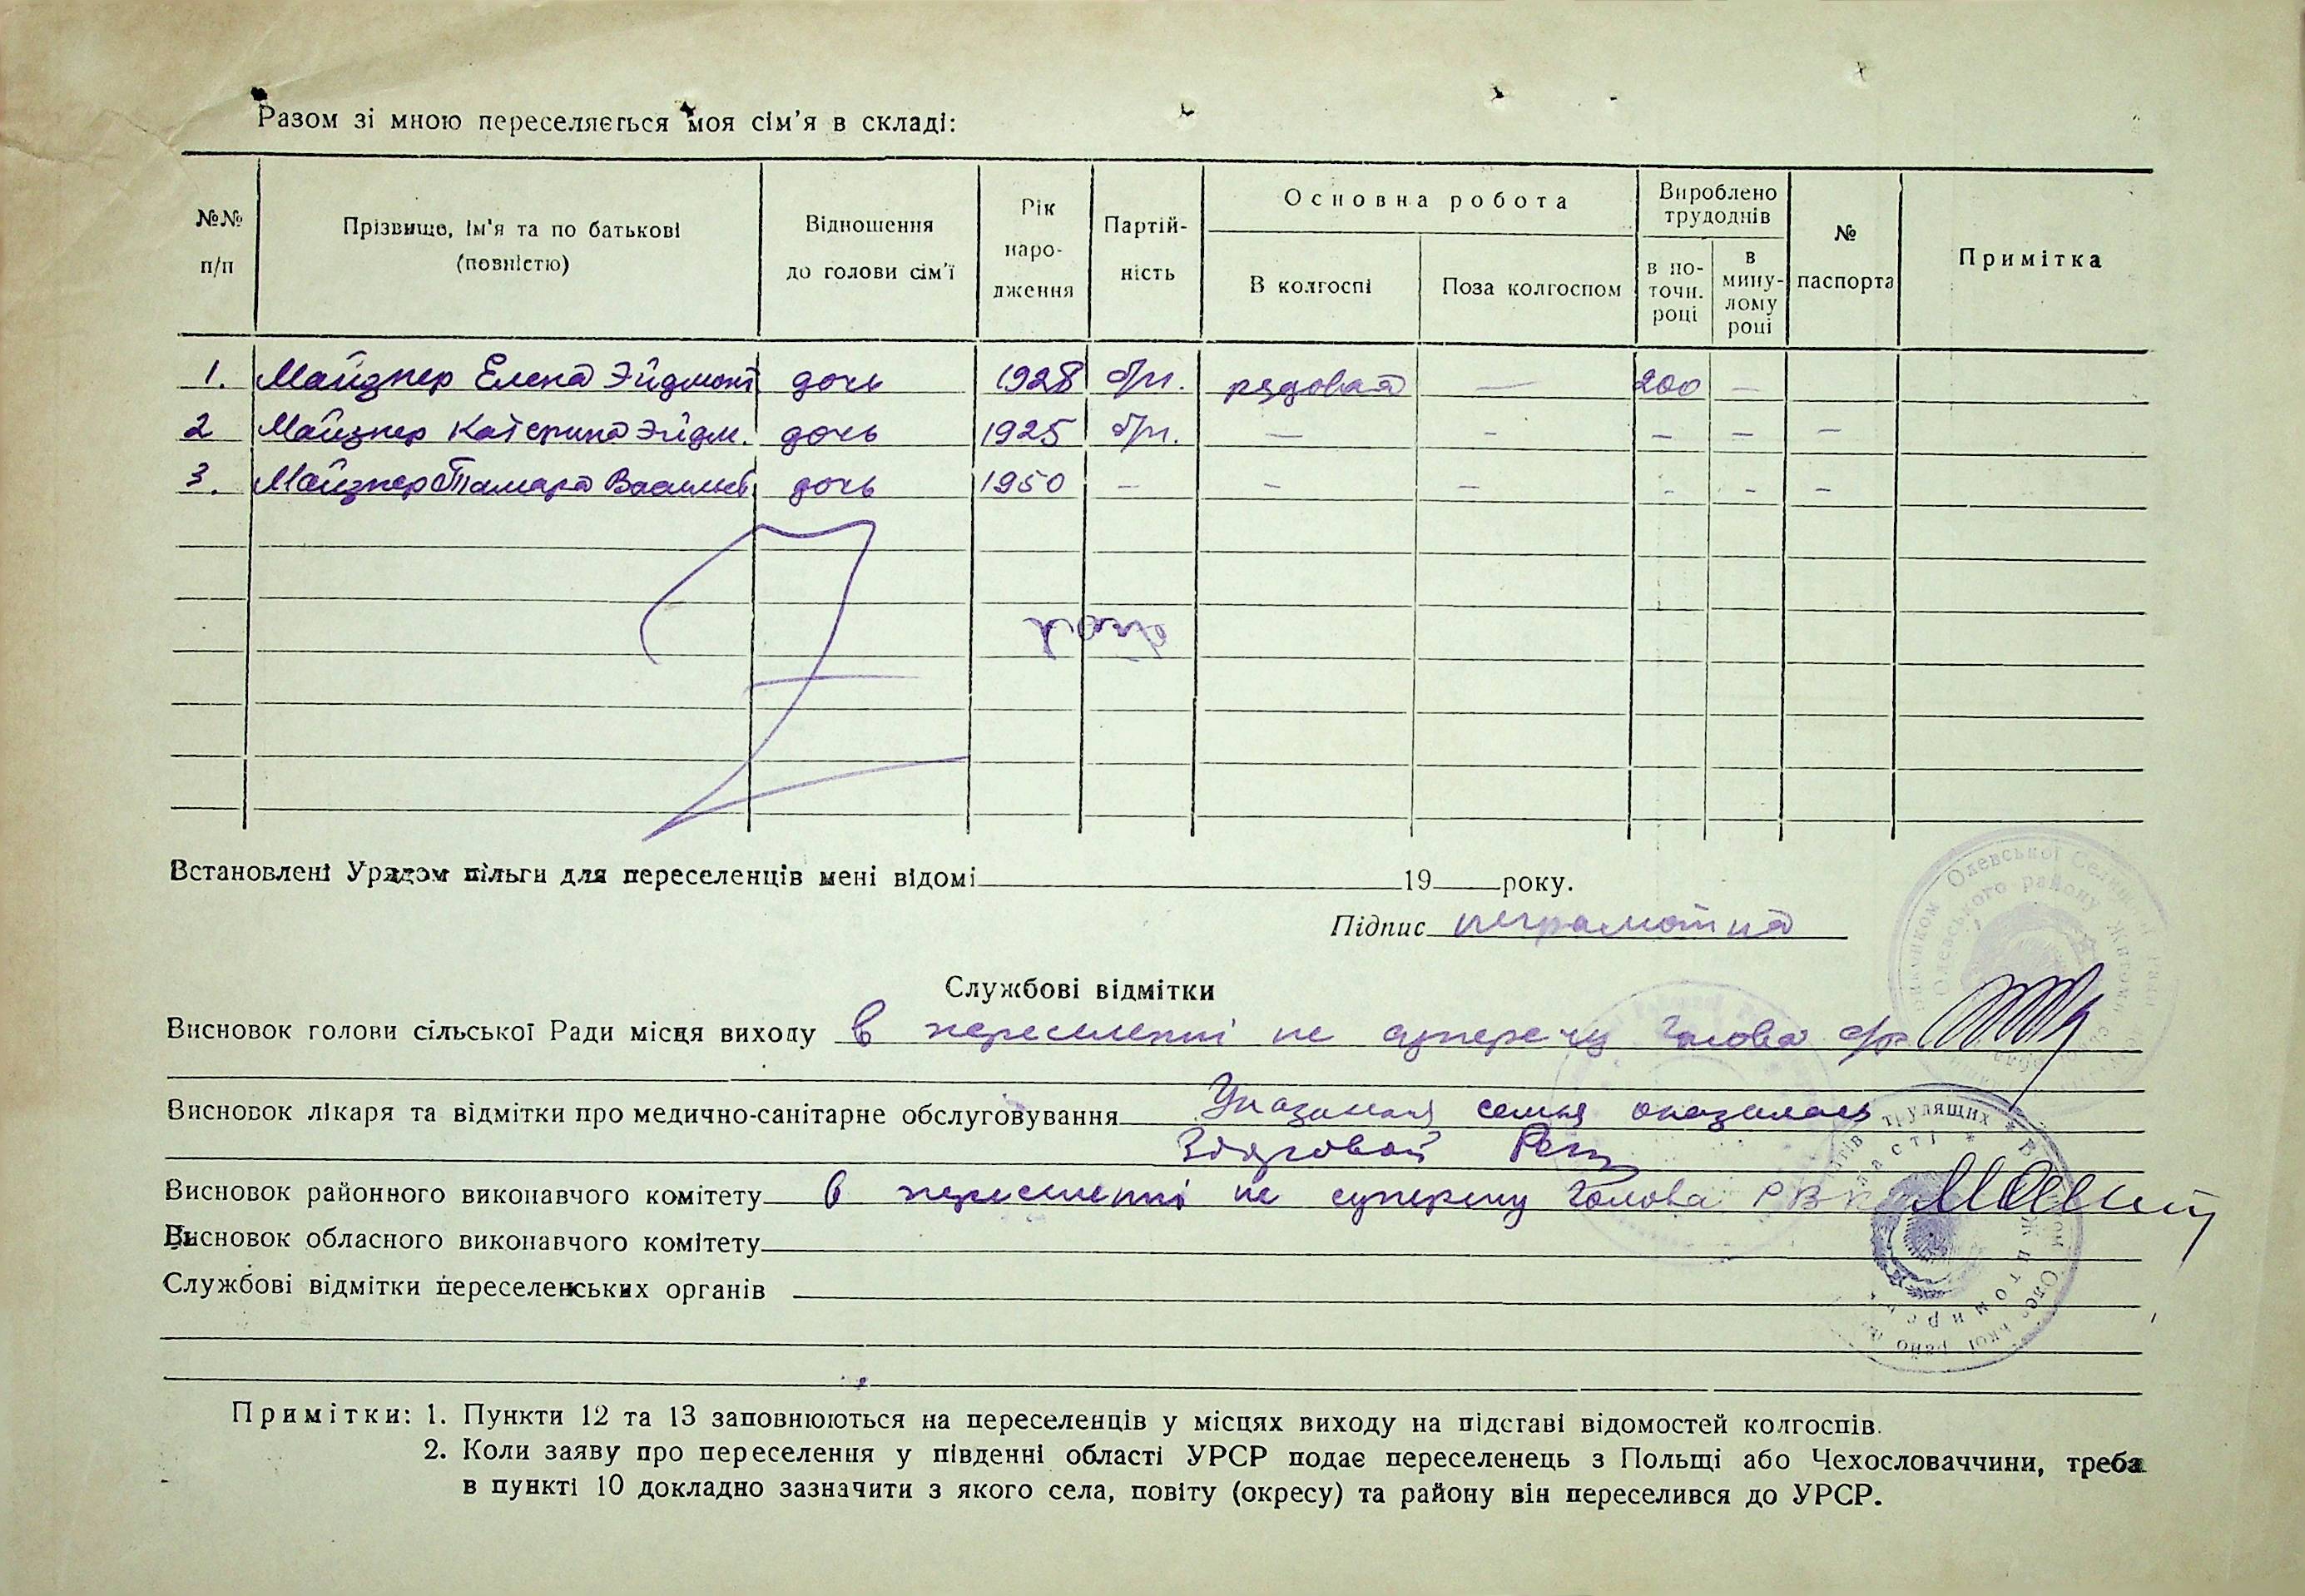 Разом зі мною переселяється моя сім'я в складі:
№№ п/п
Прізвище, ім'я та по батькові (повністю)
Відношення до голови сім'ї
Рік народження
Партійність
Основна робота
В колгоспі
Поза колгоспом
Вироблено трудоднів
в поточн. році
в минулому році
№ паспорта
Примітка
1. Майзнер Елена Эйдмонт дочь 1928 б/п. рядовая — 200 —
2 Майзнер Катерина Эйдм. дочь 1925 б/п. — – – – –
3. Майзнер Тамара Васильев дочь 1950 – – – – – –
Встановлені Урядом пільги для переселенців мені відомі 19 року.
Підпис неграмотна
Службові відмітки
Висновок голови сільської Ради місця виходу в переселенні не суперечу Голова с/р
Висновок лікаря та відмітки про медично-санітарне обслуговування Указанная семья оказалась
Здоровой
Висновок районного виконавчого комітету в переселенні не суперечу Голова РВК
Висновок обласного виконавчого комітету
Службові відмітки переселенських органів
Примітки: 1. Пункти 12 та 13 заповнюються на переселенців у місцях виходу на підставі відомостей колгоспів.
2. Коли заяву про переселення у південні області УРСР подає переселенець з Польщі або Чехословаччини, треба
в пункті 10 докладно зазначити з якого села, повіту (окресу) та району він переселився до УРСР.